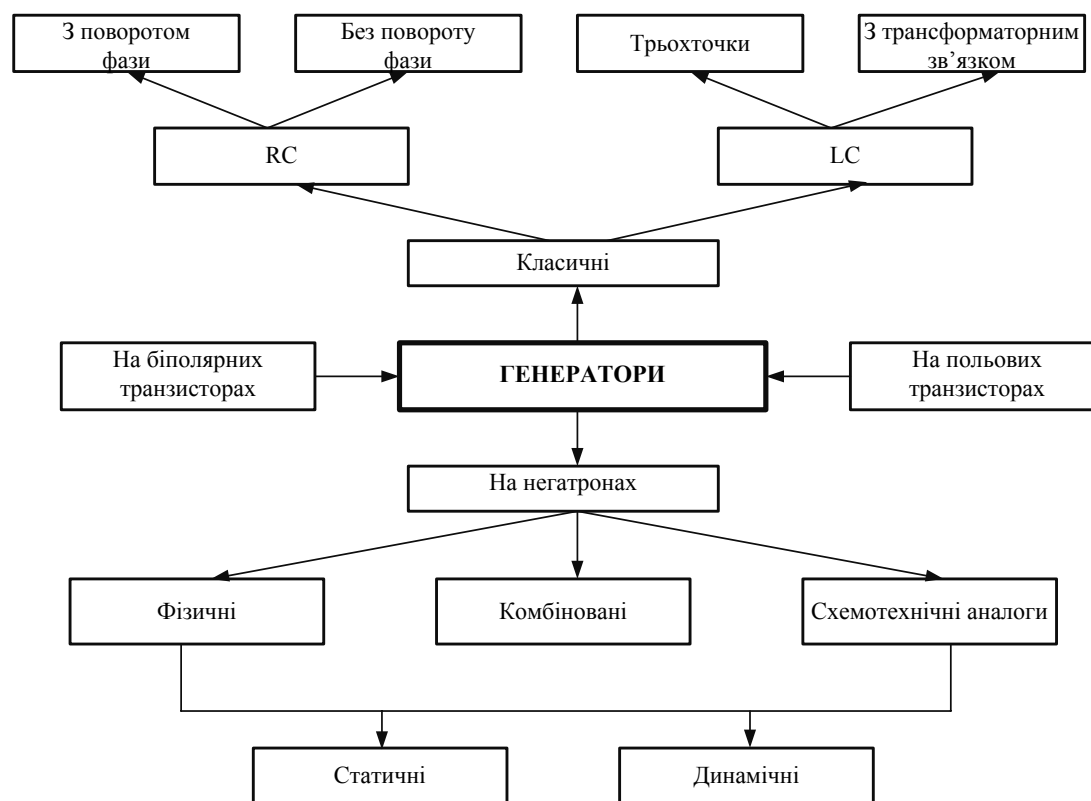 З поворотом
фази
Без повороту
фази
Трьохточки
З трансформаторним
зв’язком
RC
LC
Класичні
На біполярних
транзисторах
ГЕНЕРАТОРИ
На польових
транзисторах
На негатронах
Фізичні
Комбіновані
Схемотехнічні аналоги
Статичні
Динамічні